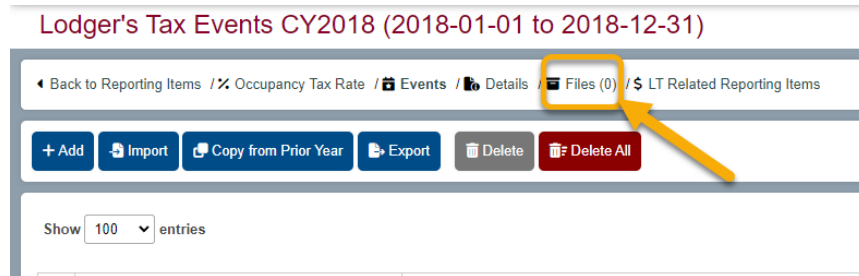 Lodger's Tax Events CY2018 (2018-01-01 to 2018-12-31)
Back to Reporting Items / Occupancy Tax Rate / Events / Details / Files (0) / $ LT Related Reporting Items
+ Add Import Copy from Prior Year Export Delete Delete All
Show 100 entries